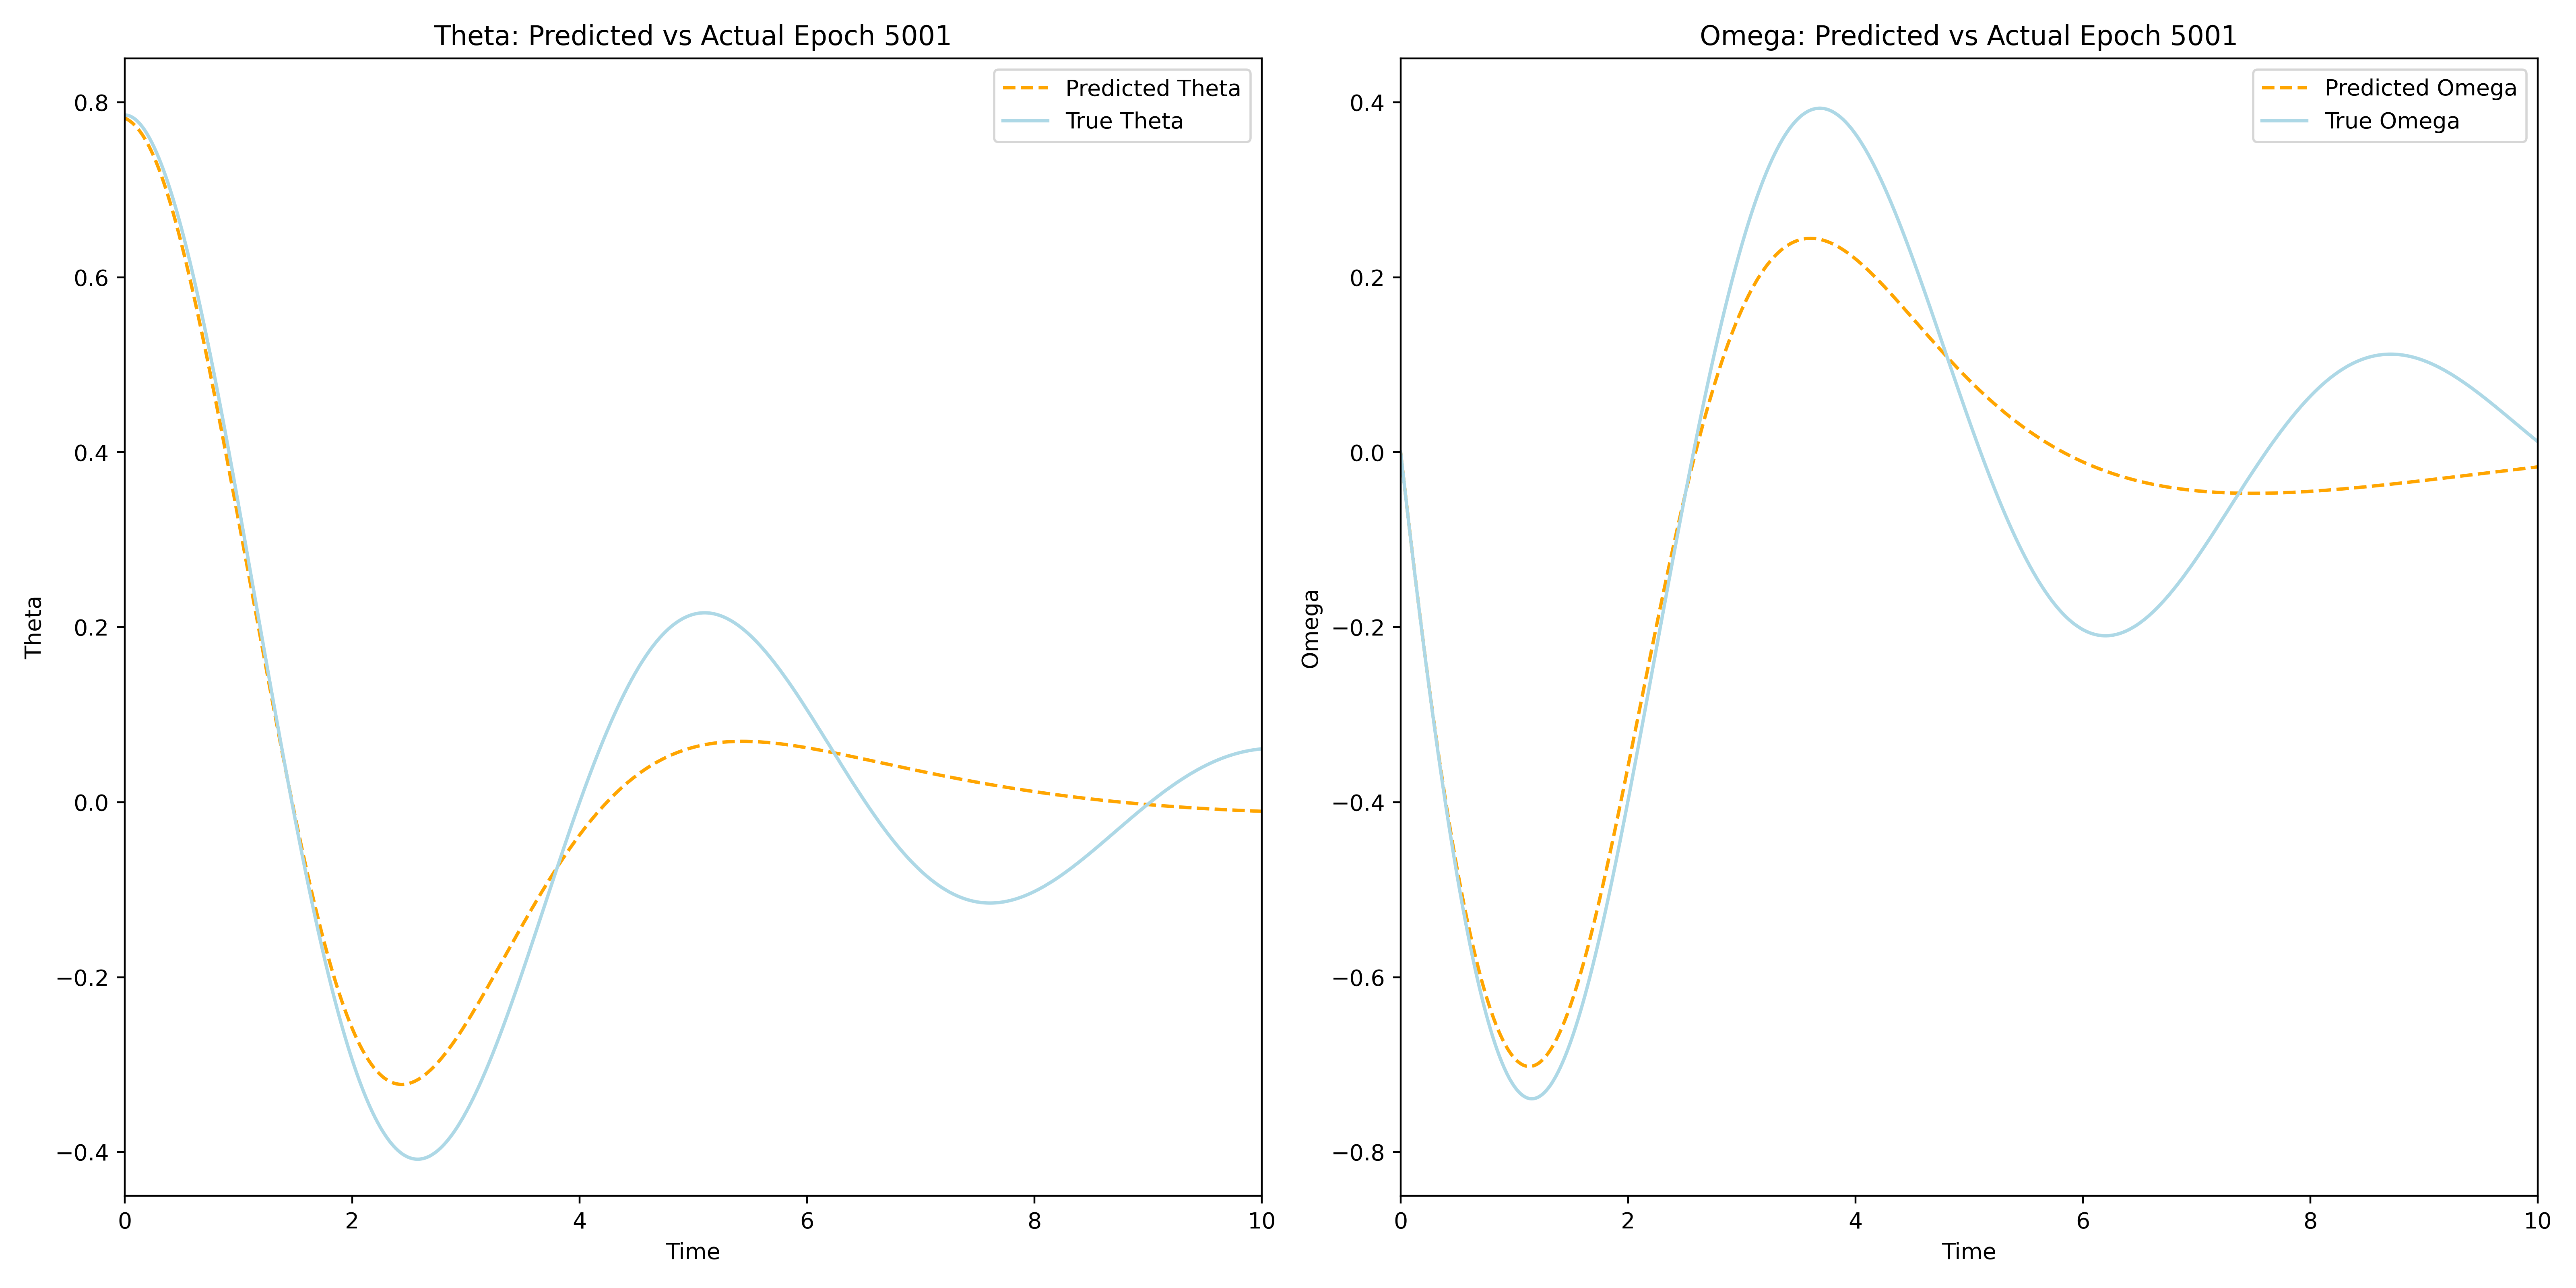 Theta: Predicted vs Actual Epoch 5001
Predicted Theta
True Theta
0.8
0.6
0.4
0.2
0.0
−0.2
−0.4
Theta
0 2 4 6 8 10
Time
Omega: Predicted vs Actual Epoch 5001
Predicted Omega
True Omega
0.4
0.2
0.0
−0.2
−0.4
−0.6
−0.8
Omega
0 2 4 6 8 10
Time